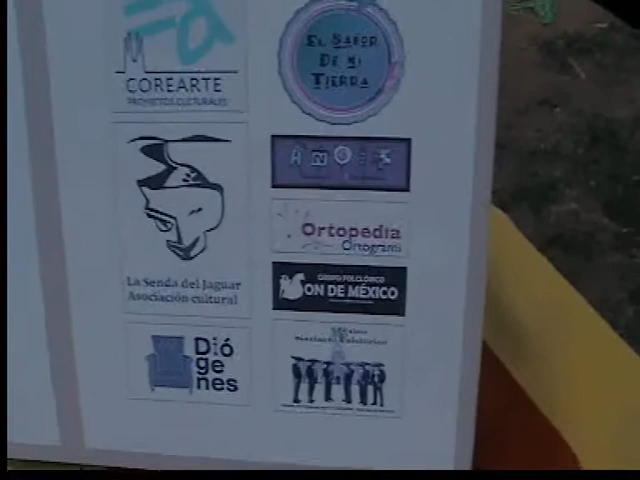 COREARTE
PROYECTOS CULTURALES
EL SABOR
DE MI
TIERRA
La Senda del Jaguar
Asociación cultural
Ortopedia
GRUPO FOLCLÓRICO
ON DE MÉXICO
Dió
ge
nes